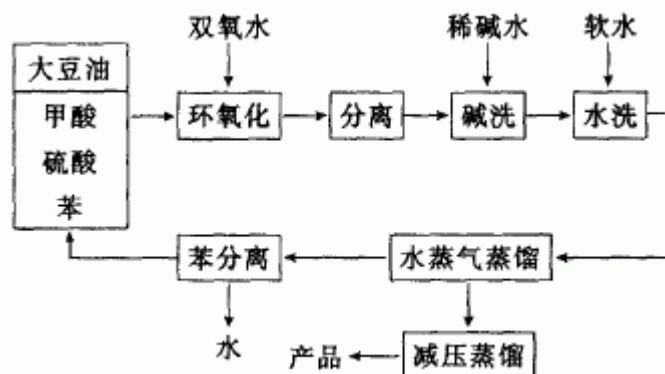 双氧水
稀碱水
软水
大豆油
甲酸
硫酸
苯
环氧化
分离
碱洗
水洗
苯分离
水蒸气蒸馏
水
产品
减压蒸馏